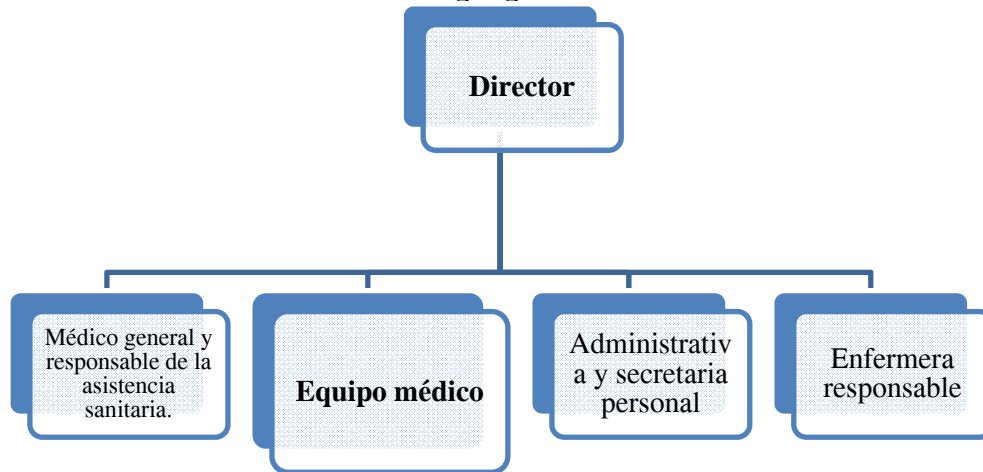 Director
Médico general y
responsable de la
asistencia
sanitaria.
Equipo médico
Administrativ
a y secretaria
personal
Enfermera
responsable